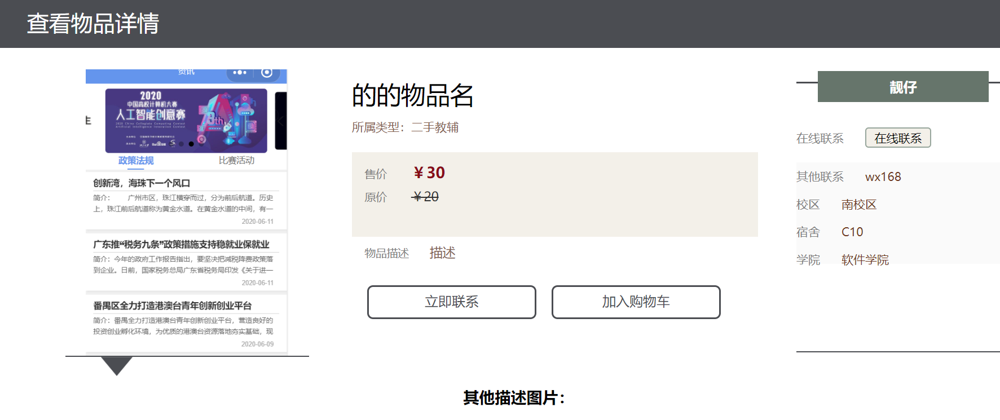 查看物品详情
资讯
2020
中国高校计算机大赛
人工智能创意赛
2020 China Collegiate Computing Contest
Artificial Intelligence Innovation Contest
政策法规
比赛活动
创新湾，海珠下一个风口
简介： 广州市区，珠江横穿而过，分为前后航道。历史
上，珠江前后航道称为黄金水道。在黄金水道的中间，有一
2020-06-11
广东推“税务九条”政策措施支持稳就业保就业
简介：今年的政府工作报告指出，要坚决把减税降费政策落
到企业。日前，国家税务总局广东省税务局印发《关于进一
2020-06-11
番禺区全力打造港澳台青年创新创业平台
简介：番禺全力打造港澳台青年创新创业平台，营造良好的
投资创业孵化环境，为优质的港澳台资源落地夯实基础，现
2020-06-09
的的物品名
所属类型：二手教辅
售价 ￥30
原价 ￥20
物品描述 描述
立即联系 加入购物车
靓仔
在线联系 在线联系
其他联系 wx168
校区 南校区
宿舍 C10
学院 软件学院
其他描述图片：